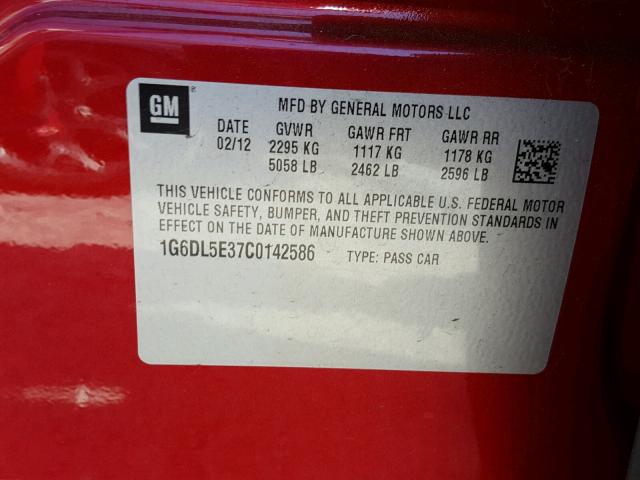 GM
MFD BY GENERAL MOTORS LLC
DATE GVWR GAWR FRT GAWR RR
02/12 2295 KG 1117 KG 1178 KG
5058 LB 2462 LB 2596 LB
THIS VEHICLE CONFORMS TO ALL APPLICABLE U.S. FEDERAL MOTOR
VEHICLE SAFETY, BUMPER, AND THEFT PREVENTION STANDARDS IN
EFFECT ON THE DATE OF MANUFACTURE SHOWN ABOVE.
1G6DL5E37C0142586 TYPE: PASS CAR